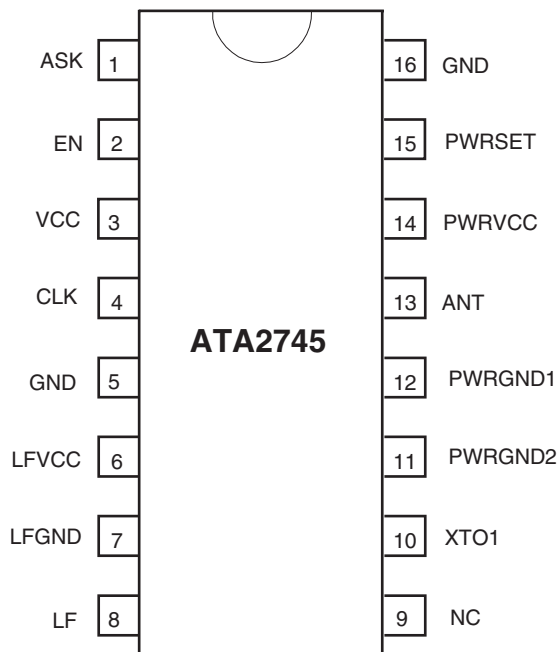 ASK 1 16 GND
EN 2 15 PWRSET
VCC 3 14 PWRVCC
CLK 4 13 ANT
ATA2745
GND 5 12 PWRGND1
LFVCC 6 11 PWRGND2
LFGND 7 10 XTO1
LF 8 9 NC